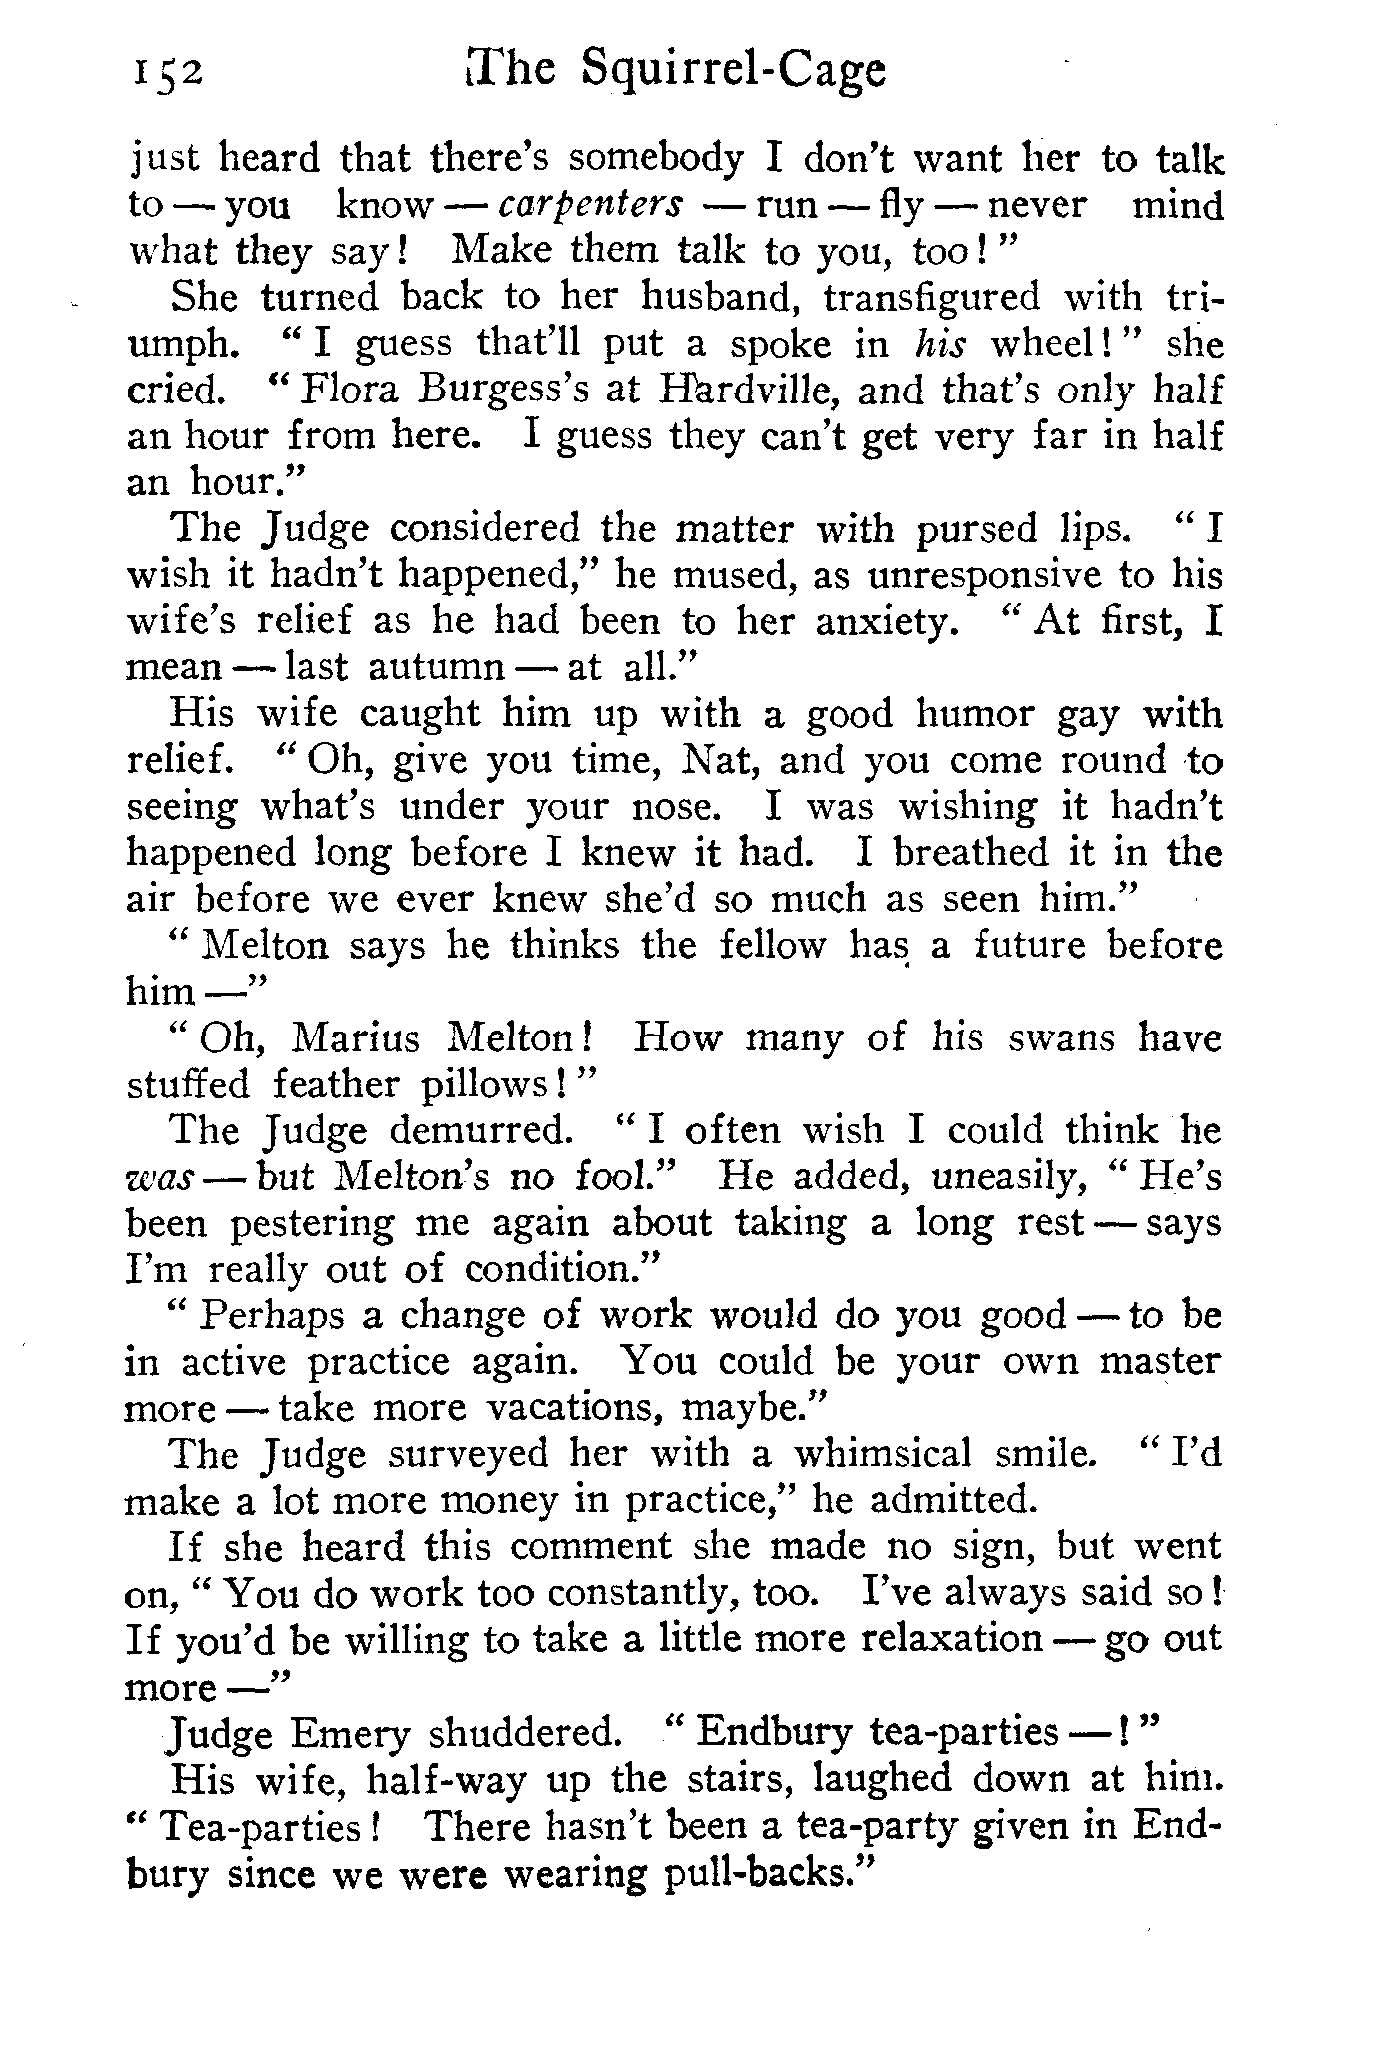 152 The Squirrel-Cage
just heard that there's somebody I don't want her to talk
to — you know — carpenters — run — fly — never mind
what they say! Make them talk to you, too!"
She turned back to her husband, transfigured with tri-
umph. "I guess that'll put a spoke in his wheel!" she
cried. "Flora Burgess's at Hardville, and that's only half
an hour from here. I guess they can't get very far in half
an hour."
The Judge considered the matter with pursed lips. "I
wish it hadn't happened," he mused, as unresponsive to his
wife's relief as he had been to her anxiety. "At first, I
mean — last autumn — at all."
His wife caught him up with a good humor gay with
relief. "Oh, give you time, Nat, and you come round to
seeing what's under your nose. I was wishing it hadn't
happened long before I knew it had. I breathed it in the
air before we ever knew she'd so much as seen him."
"Melton says he thinks the fellow has a future before
him —"
"Oh, Marius Melton! How many of his swans have
stuffed feather pillows!"
The Judge demurred. "I often wish I could think he
was — but Melton's no fool." He added, uneasily, "He's
been pestering me again about taking a long rest — says
I'm really out of condition."
"Perhaps a change of work would do you good — to be
in active practice again. You could be your own master
more — take more vacations, maybe."
The Judge surveyed her with a whimsical smile. "I'd
make a lot more money in practice," he admitted.
If she heard this comment she made no sign, but went
on, "You do work too constantly, too. I've always said so!
If you'd be willing to take a little more relaxation — go out
more —"
Judge Emery shuddered. "Endbury tea-parties —!"
His wife, half-way up the stairs, laughed down at him.
"Tea-parties! There hasn't been a tea-party given in End-
bury since we were wearing pull-backs."